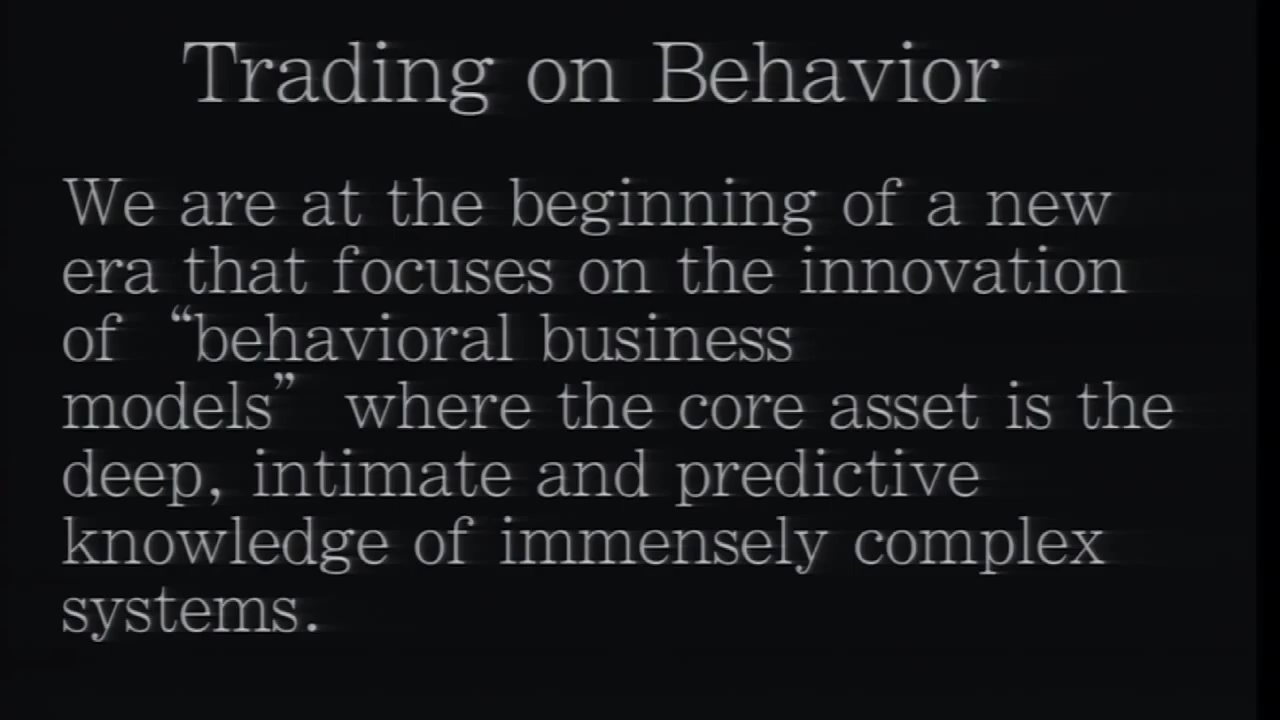 Trading on Behavior
We are at the beginning of a new
era that focuses on the innovation
of “behavioral business
models” where the core asset is the
deep, intimate and predictive
knowledge of immensely complex
systems.